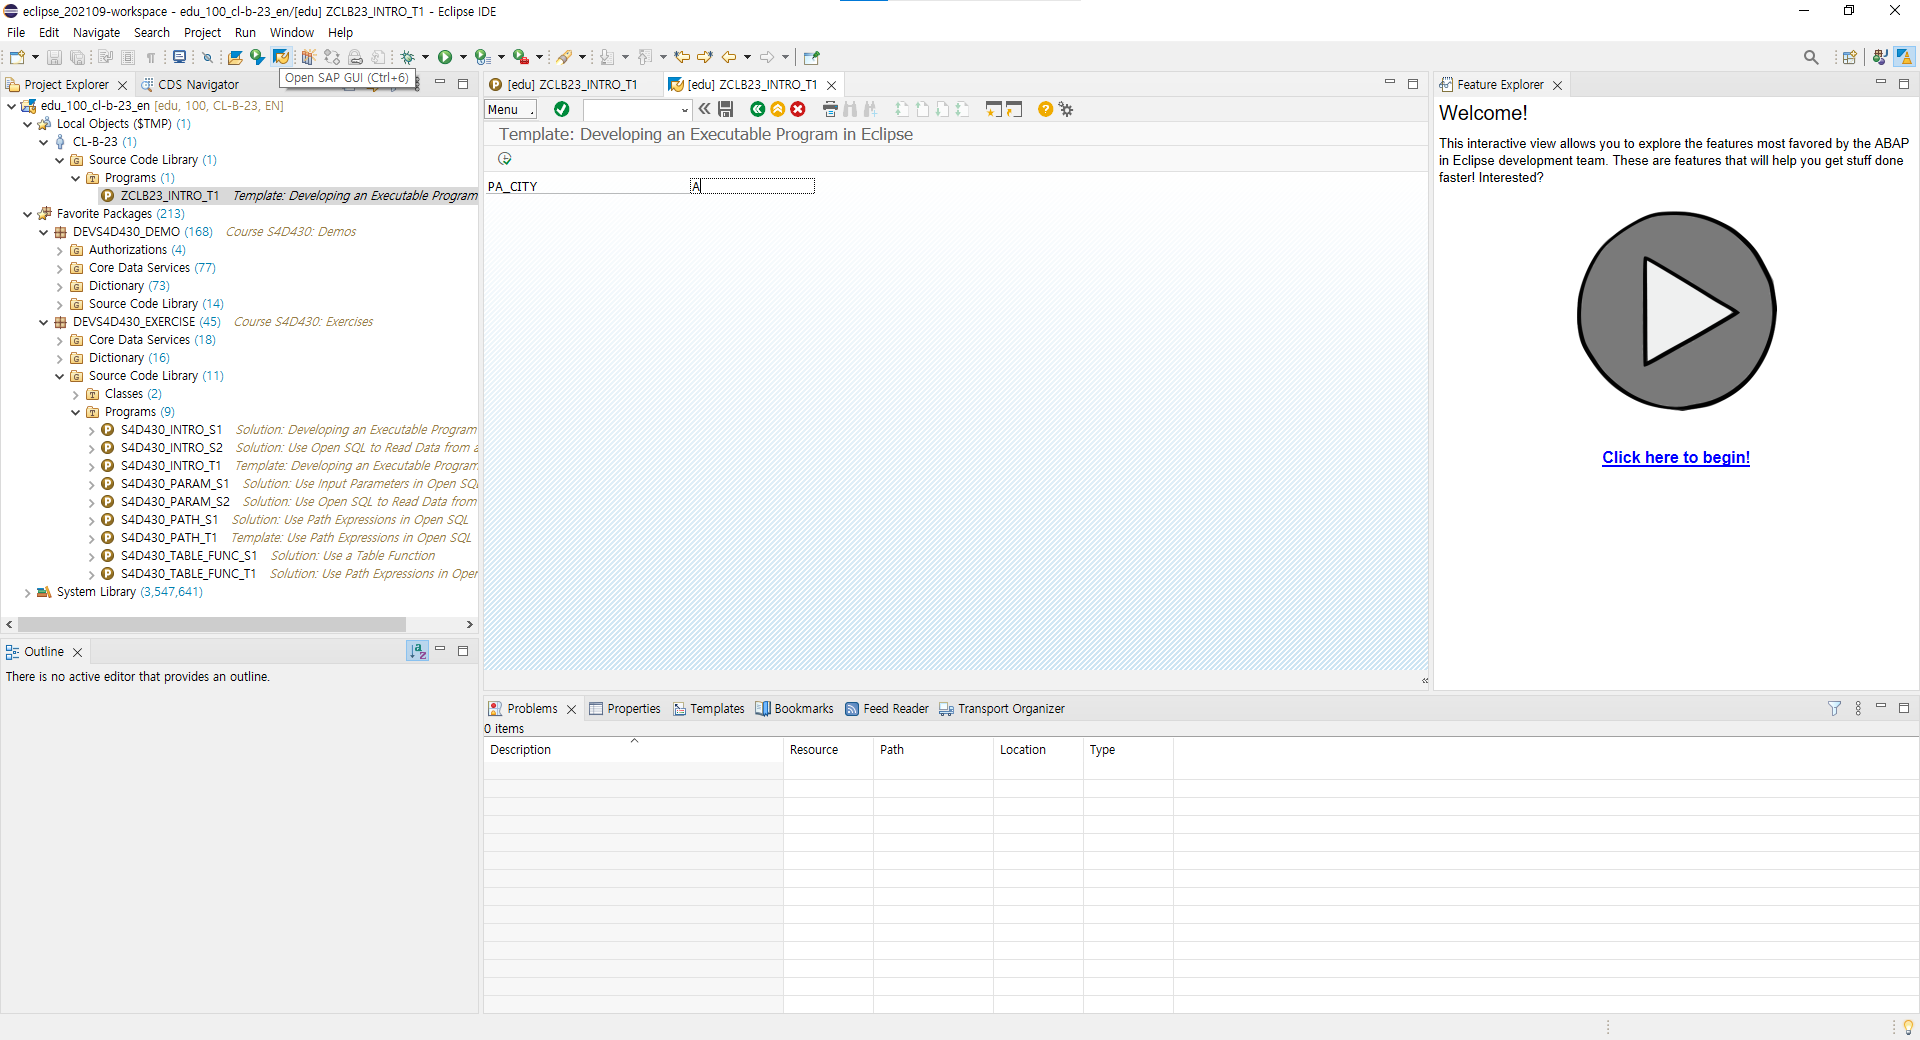 eclipse_202109-workspace - edu_100_cl-b-23_en/[edu] ZCLB23_INTRO_T1 - Eclipse IDE
File Edit Navigate Search Project Run Window Help
Open SAP GUI (Ctrl+6)
Project Explorer CDS Navigator
edu_100_cl-b-23_en [edu, 100, CL-B-23, EN]
Local Objects ($TMP) (1)
CL-B-23 (1)
Source Code Library (1)
Programs (1)
ZCLB23_INTRO_T1 Template: Developing an Executable Program
Favorite Packages (213)
DEVS4D430_DEMO (168) Course S4D430: Demos
Authorizations (4)
Core Data Services (77)
Dictionary (73)
Source Code Library (14)
DEVS4D430_EXERCISE (45) Course S4D430: Exercises
Core Data Services (18)
Dictionary (16)
Source Code Library (11)
Classes (2)
Programs (9)
S4D430_INTRO_S1 Solution: Developing an Executable Program
S4D430_INTRO_S2 Solution: Use Open SQL to Read Data from a
S4D430_INTRO_T1 Template: Developing an Executable Program
S4D430_PARAM_S1 Solution: Use Input Parameters in Open SQL
S4D430_PARAM_S2 Solution: Use Open SQL to Read Data from
S4D430_PATH_S1 Solution: Use Path Expressions in Open SQL
S4D430_PATH_T1 Template: Use Path Expressions in Open SQL
S4D430_TABLE_FUNC_S1 Solution: Use a Table Function
S4D430_TABLE_FUNC_T1 Solution: Use Path Expressions in Oper
System Library (3,547,641)
Outline
There is no active editor that provides an outline.
[edu] ZCLB23_INTRO_T1 [edu] ZCLB23_INTRO_T1
Menu
Template: Developing an Executable Program in Eclipse
PA_CITY A
Problems Properties Templates Bookmarks Feed Reader Transport Organizer
0 items
Description Resource Path Location Type
Feature Explorer
Welcome!
This interactive view allows you to explore the features most favored by the ABAP
in Eclipse development team. These are features that will help you get stuff done
faster! Interested?
Click here to begin!